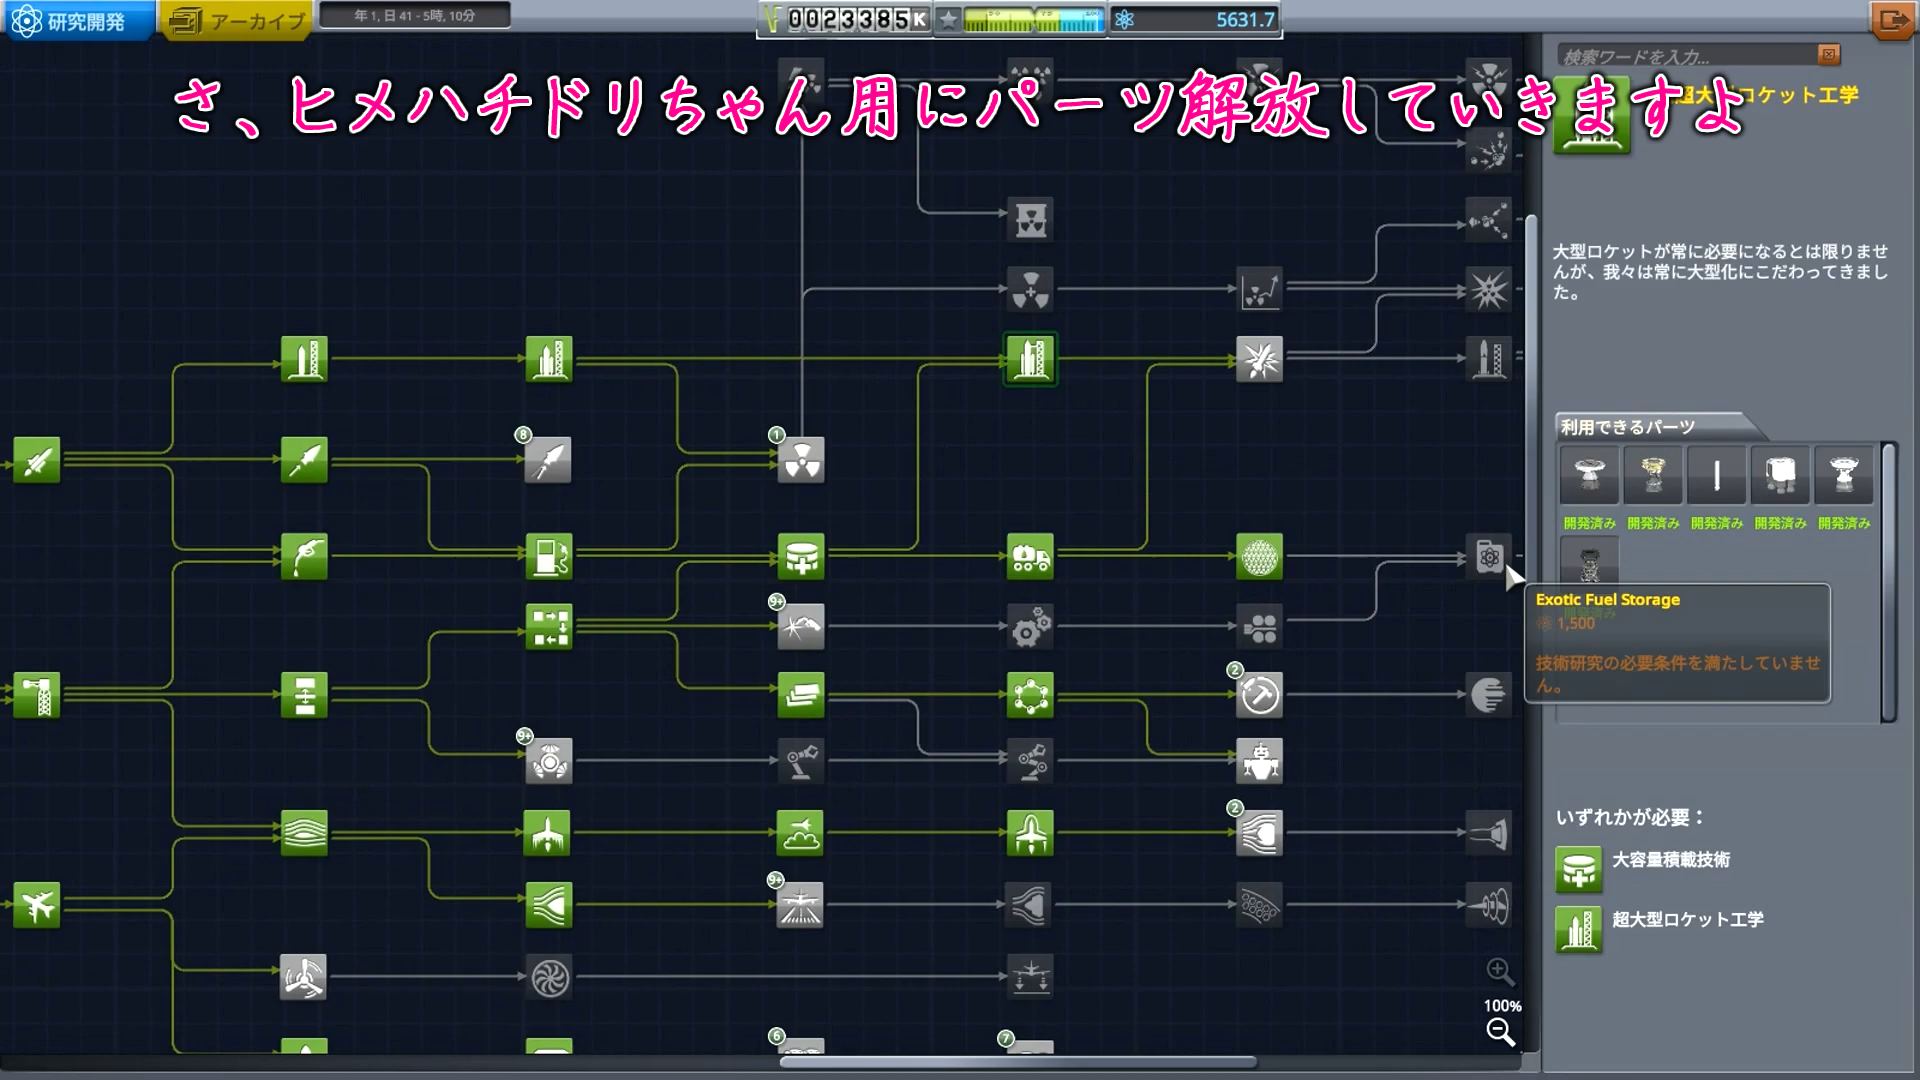 研究開発
アーカイブ
年 1, 日 41 - 5時, 10分
0023385K
5631.7
検索ワードを入力...
さ、ヒメハチドリちゃん用にパーツ解放していきますよ
超大型ロケット工学
大型ロケットが常に必要になるとは限りませ
んが、我々は常に大型化にこだわってきまし
た。
利用できるパーツ
開発済み 開発済み 開発済み 開発済み 開発済み
8
1
9+
Exotic Fuel Storage
1,500
技術研究の必要条件を満たしていませ
ん。
2
9+
2
いずれかが必要：
大容量積載技術
9+
超大型ロケット工学
100%
6
7